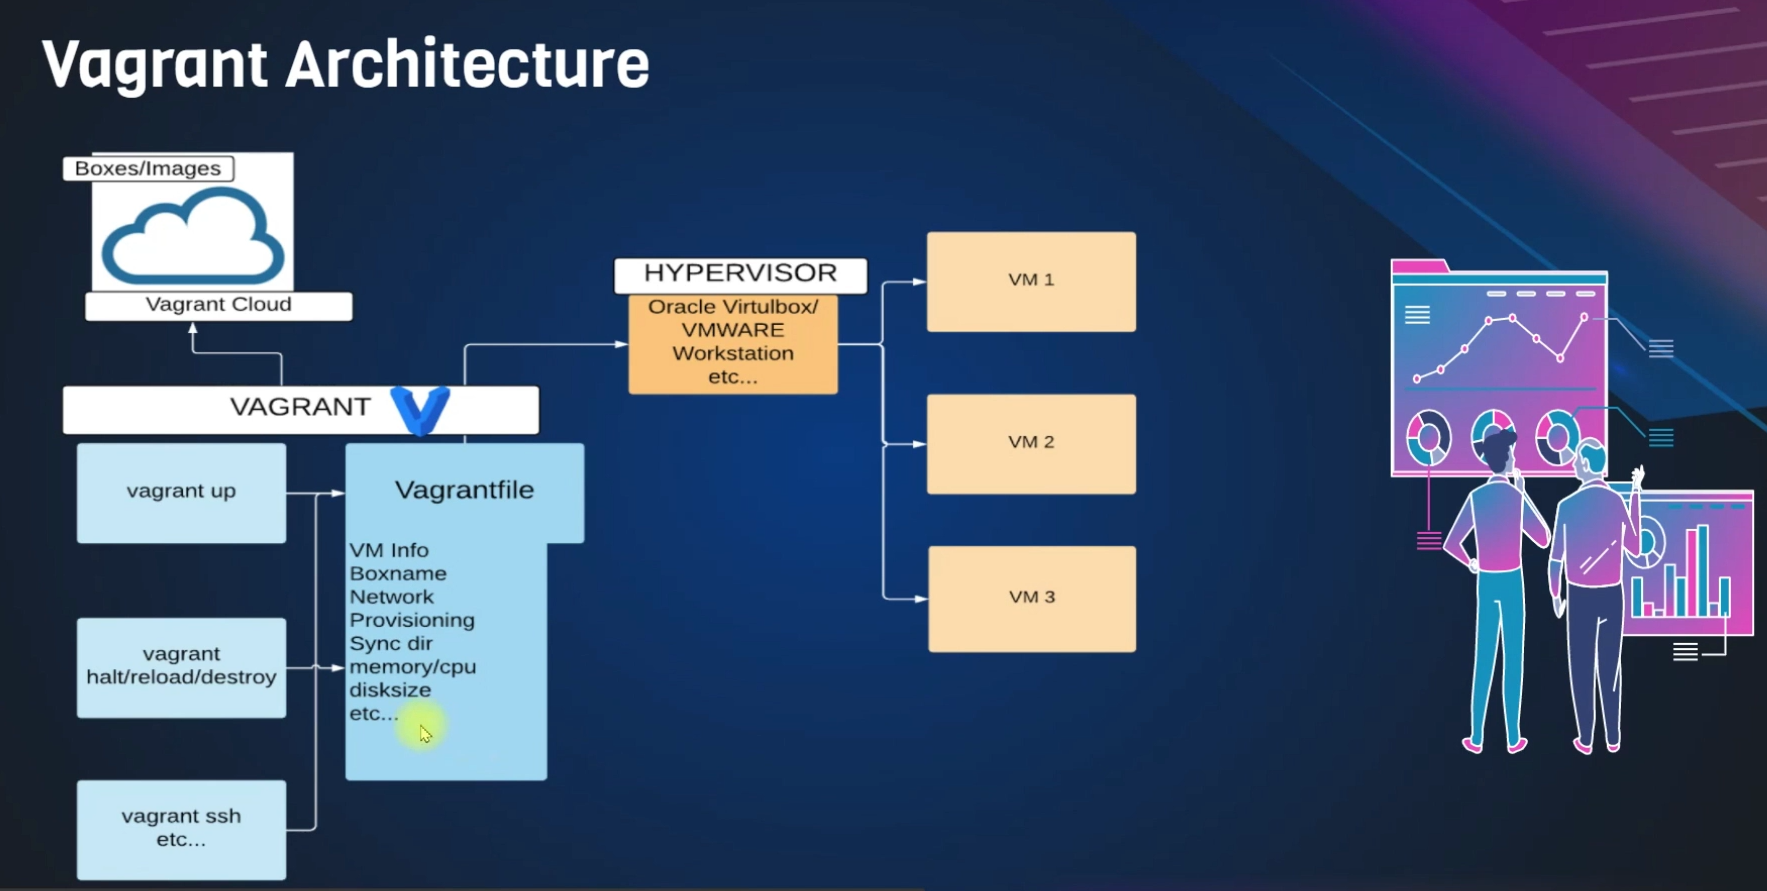 Vagrant Architecture
Boxes/Images
Vagrant Cloud
VAGRANT
vagrant up
vagrant
halt/reload/destroy
vagrant ssh
etc...
Vagrantfile
VM Info
Boxname
Network
Provisioning
Sync dir
memory/cpu
disksize
etc...
HYPERVISOR
Oracle Virtulbox/
VMWARE
Workstation
etc...
VM 1
VM 2
VM 3